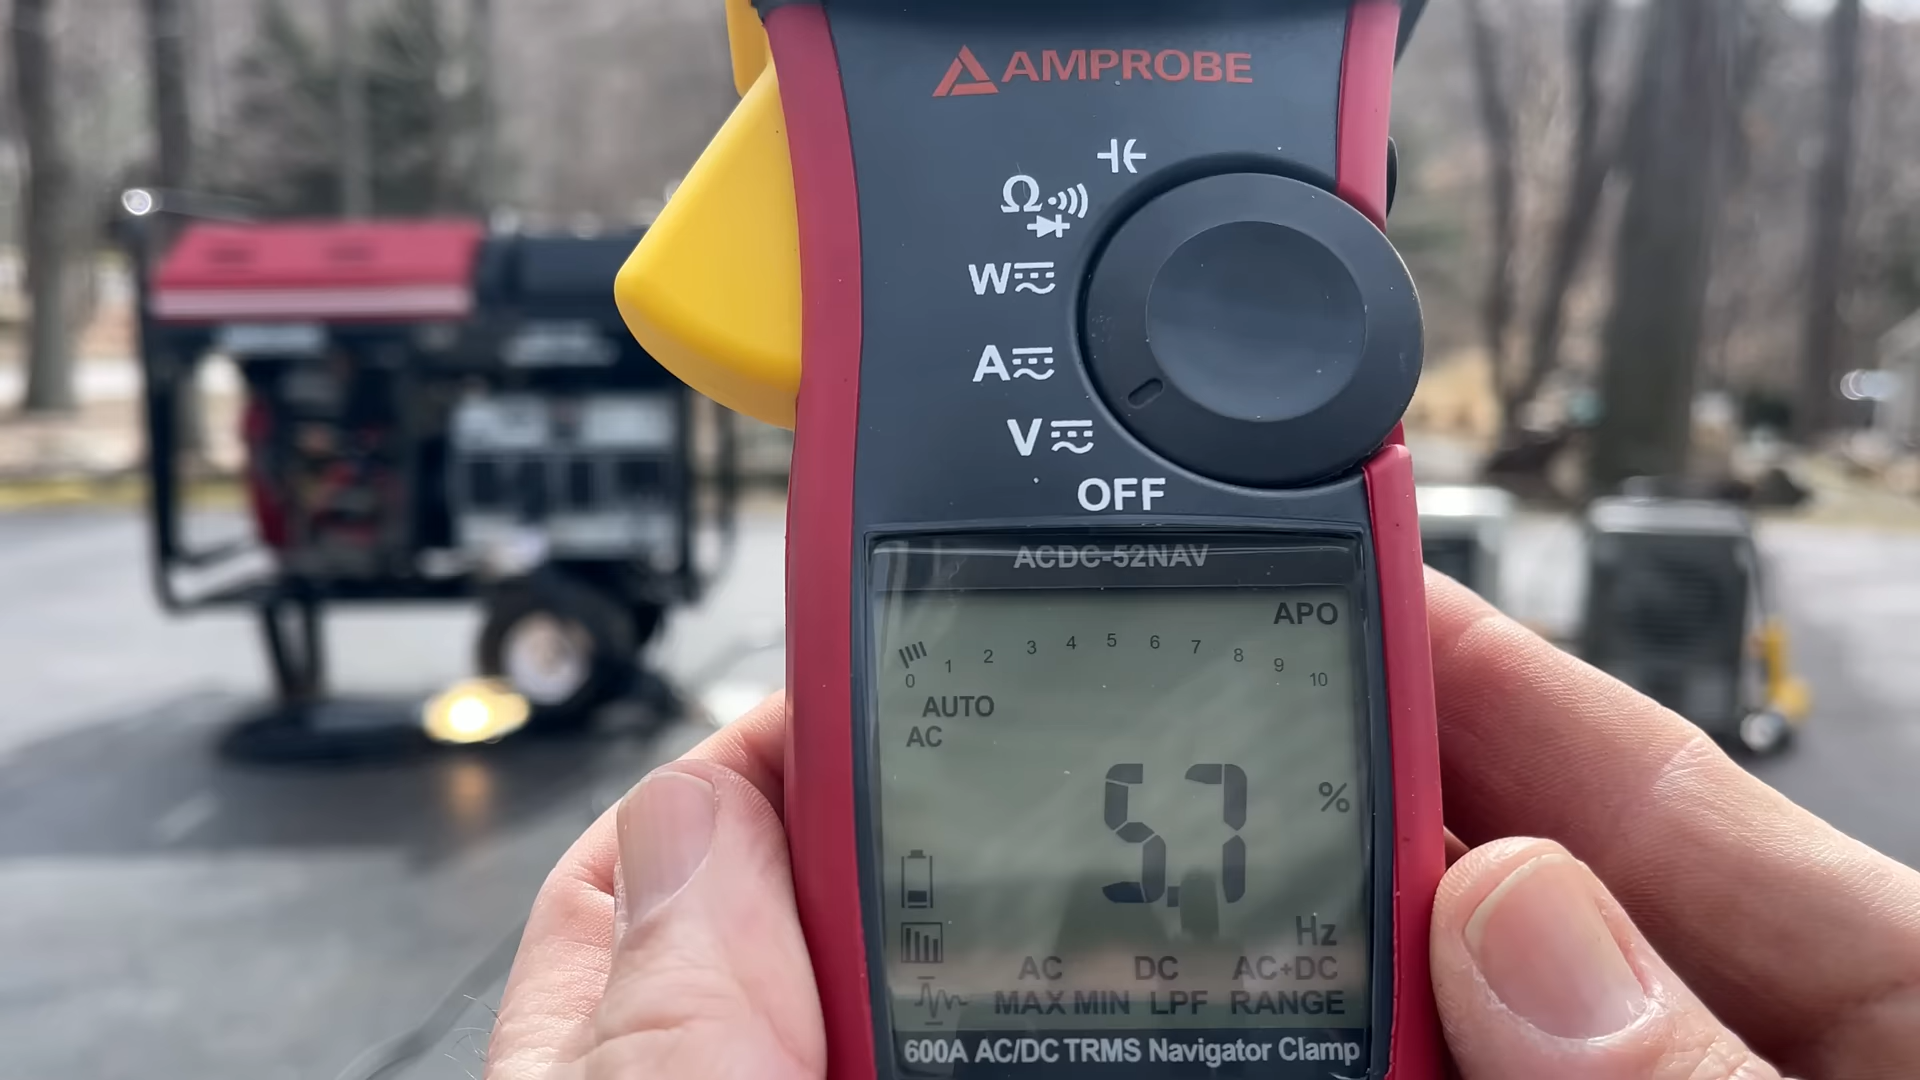 AMPROBE
Ω
W
A
V
OFF
ACDC-52NAV
APO
0 1 2 3 4 5 6 7 8 9 10
AUTO
AC
5.7 %
Hz
AC DC AC+DC
MAX MIN LPF RANGE
600A AC/DC TRMS Navigator Clamp